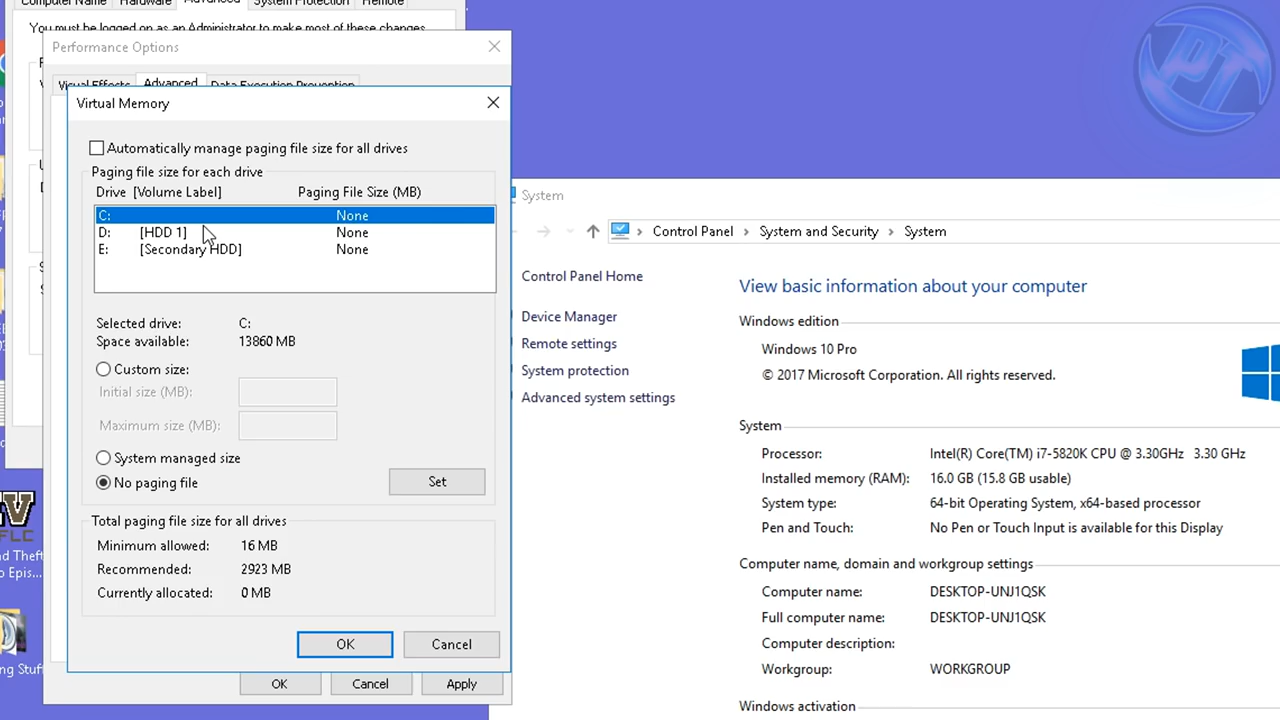 Computer Name Hardware Advanced System Protection Remote
You must be logged on as an Administrator to make most of these changes.
Performance Options
Visual Effects Advanced Data Execution Prevention
Virtual Memory
Automatically manage paging file size for all drives
Paging file size for each drive
Drive [Volume Label] Paging File Size (MB)
C: None
D: [HDD 1] None
E: [Secondary HDD] None
Selected drive: C:
Space available: 13860 MB
Custom size:
Initial size (MB):
Maximum size (MB):
System managed size
No paging file
Set
Total paging file size for all drives
Minimum allowed: 16 MB
Recommended: 2923 MB
Currently allocated: 0 MB
OK Cancel
OK Cancel Apply
System
Control Panel System and Security System
Control Panel Home
Device Manager
Remote settings
System protection
Advanced system settings
View basic information about your computer
Windows edition
Windows 10 Pro
© 2017 Microsoft Corporation. All rights reserved.
System
Processor: Intel(R) Core(TM) i7-5820K CPU @ 3.30GHz 3.30 GHz
Installed memory (RAM): 16.0 GB (15.8 GB usable)
System type: 64-bit Operating System, x64-based processor
Pen and Touch: No Pen or Touch Input is available for this Display
Computer name, domain and workgroup settings
Computer name: DESKTOP-UNJ1QSK
Full computer name: DESKTOP-UNJ1QSK
Computer description:
Workgroup: WORKGROUP
Windows activation
PT
IV
FLC
d Theft
o Epis...
ng Stuff